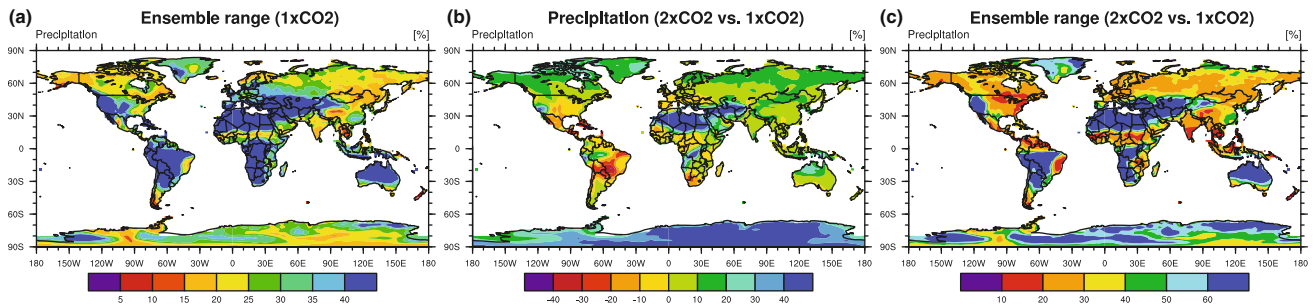 (a) Ensemble range (1xCO2)
Precipitation [%]
90N
60N
30N
0
30S
60S
90S
180 150W 120W 90W 60W 30W 0 30E 60E 90E 120E 150E 180
5 10 15 20 25 30 35 40
(b) Precipitation (2xCO2 vs. 1xCO2)
Precipitation [%]
90N
60N
30N
0
30S
60S
90S
180 150W 120W 90W 60W 30W 0 30E 60E 90E 120E 150E 180
-40 -30 -20 -10 0 10 20 30 40
(c) Ensemble range (2xCO2 vs. 1xCO2)
Precipitation [%]
90N
60N
30N
0
30S
60S
90S
180 150W 120W 90W 60W 30W 0 30E 60E 90E 120E 150E 180
10 20 30 40 50 60